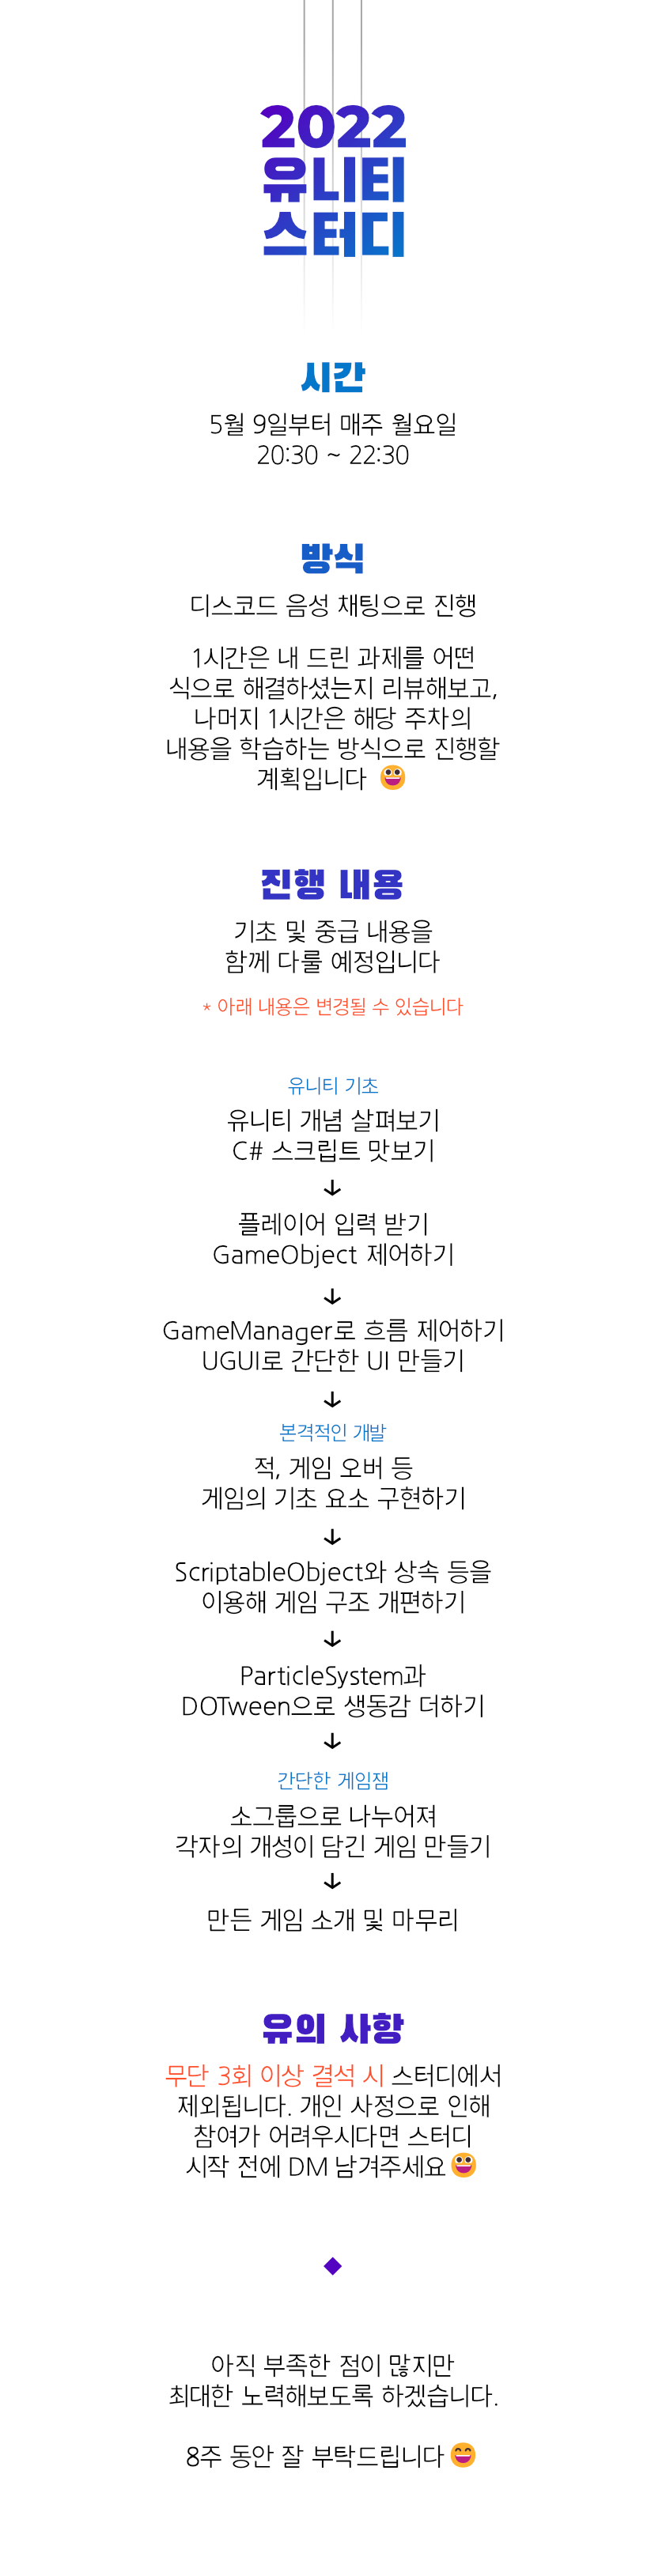 2022
유니티
스터디
시간
5월 9일부터 매주 월요일
20:30 ~ 22:30
방식
디스코드 음성 채팅으로 진행
1시간은 내 드린 과제를 어떤
식으로 해결하셨는지 리뷰해보고,
나머지 1시간은 해당 주차의
내용을 학습하는 방식으로 진행할
계획입니다 😀
진행 내용
기초 및 중급 내용을
함께 다룰 예정입니다
* 아래 내용은 변경될 수 있습니다
유니티 기초
유니티 개념 살펴보기
C# 스크립트 맛보기
↓
플레이어 입력 받기
GameObject 제어하기
↓
GameManager로 흐름 제어하기
UGUI로 간단한 UI 만들기
↓
본격적인 개발
적, 게임 오버 등
게임의 기초 요소 구현하기
↓
ScriptableObject와 상속 등을
이용해 게임 구조 개편하기
↓
ParticleSystem과
DOTween으로 생동감 더하기
↓
간단한 게임잼
소그룹으로 나누어져
각자의 개성이 담긴 게임 만들기
↓
만든 게임 소개 및 마무리
유의 사항
무단 3회 이상 결석 시 스터디에서
제외됩니다. 개인 사정으로 인해
참여가 어려우시다면 스터디
시작 전에 DM 남겨주세요 😀
◆
아직 부족한 점이 많지만
최대한 노력해보도록 하겠습니다.
8주 동안 잘 부탁드립니다 😄